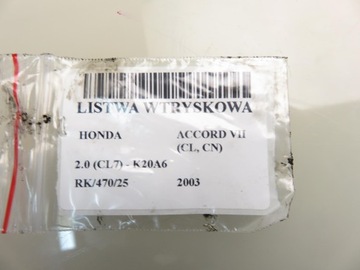 LISTWA WTRYSKOWA
HONDA ACCORD VII
(CL, CN)
2.0 (CL7) - K20A6
RK/470/25 2003